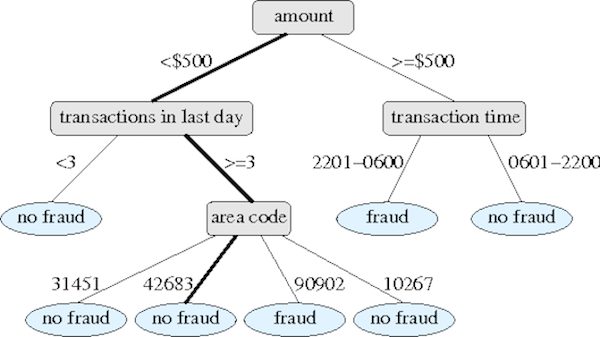 amount
<$500
>=$500
transactions in last day
transaction time
<3
>=3
2201–0600
0601–2200
no fraud
area code
fraud
no fraud
31451
42683
90902
10267
no fraud
no fraud
fraud
no fraud